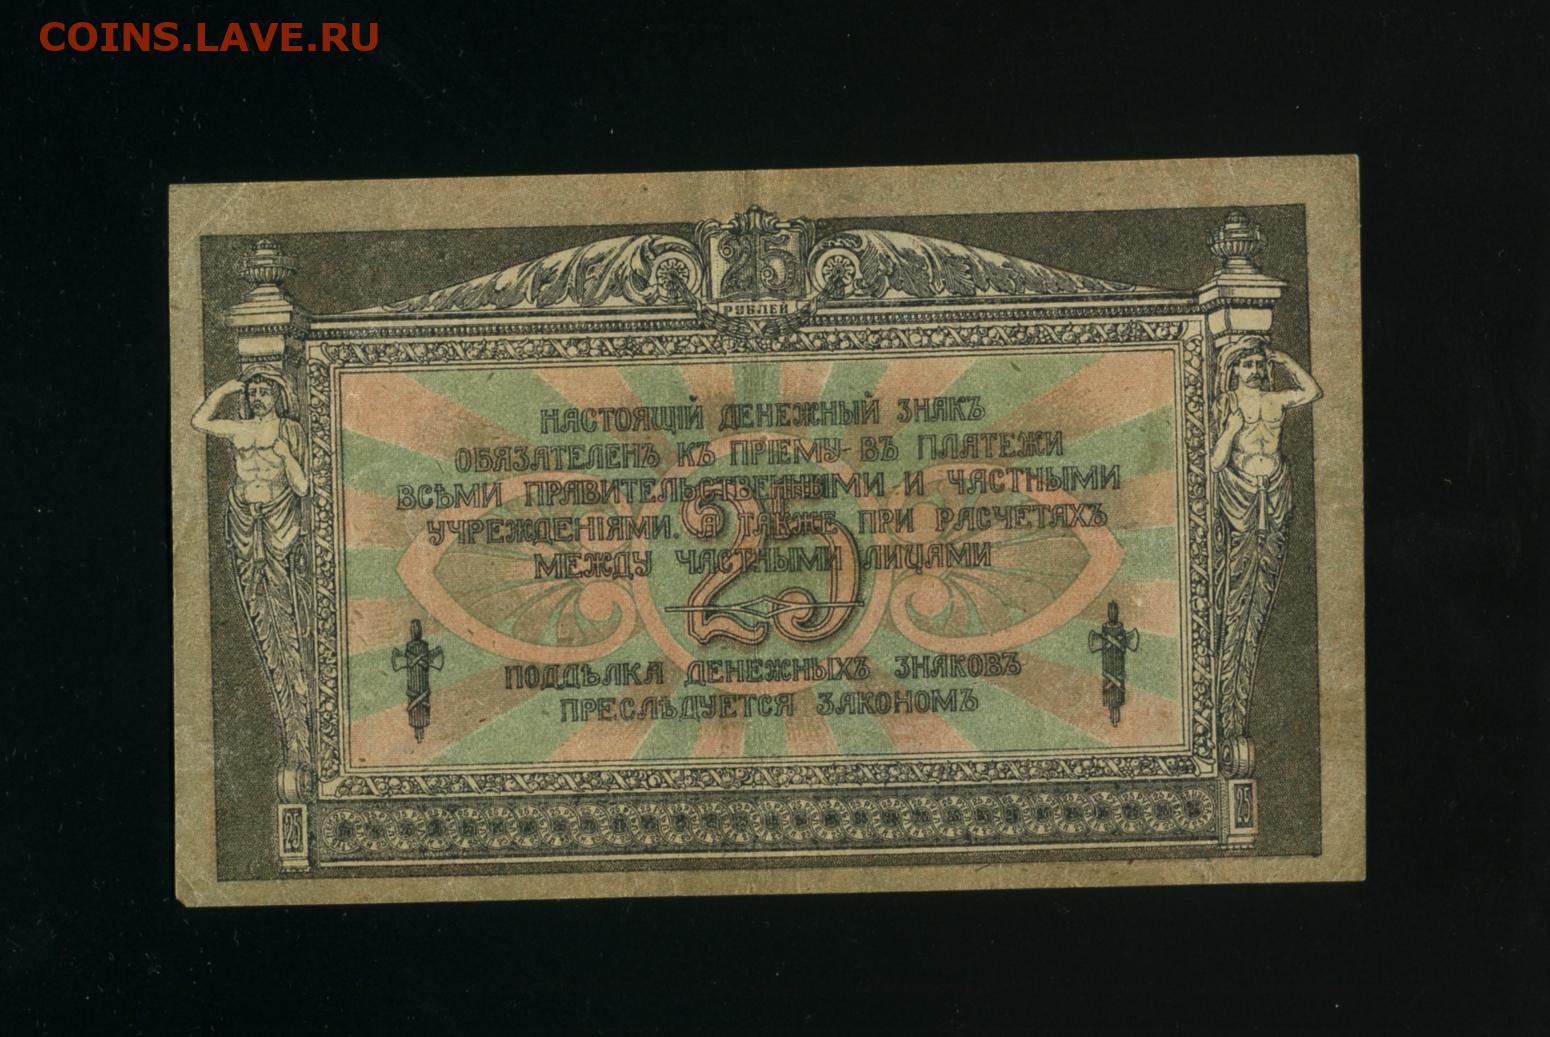 COINS.LAVE.RU
25
РУБЛЕЙ
НАСТОЯЩІЙ ДЕНЕЖНЫЙ ЗНАКЪ
ОБЯЗАТЕЛЕНЪ КЪ ПРІЕМУ В ПЛАТЕЖИ
ВСѢМИ ПРАВИТЕЛЬСТВЕННЫМИ И ЧАСТНЫМИ
УЧРЕЖДЕНІЯМИ. А ТАКЖЕ ПРИ РАСЧЕТАХЪ
МЕЖДУ ЧАСТНЫМИ ЛИЦАМИ
25
ПОДДѢЛКА ДЕНЕЖНЫХЪ ЗНАКОВЪ
ПРЕСЛѢДУЕТСЯ ЗАКОНОМЪ
25
25